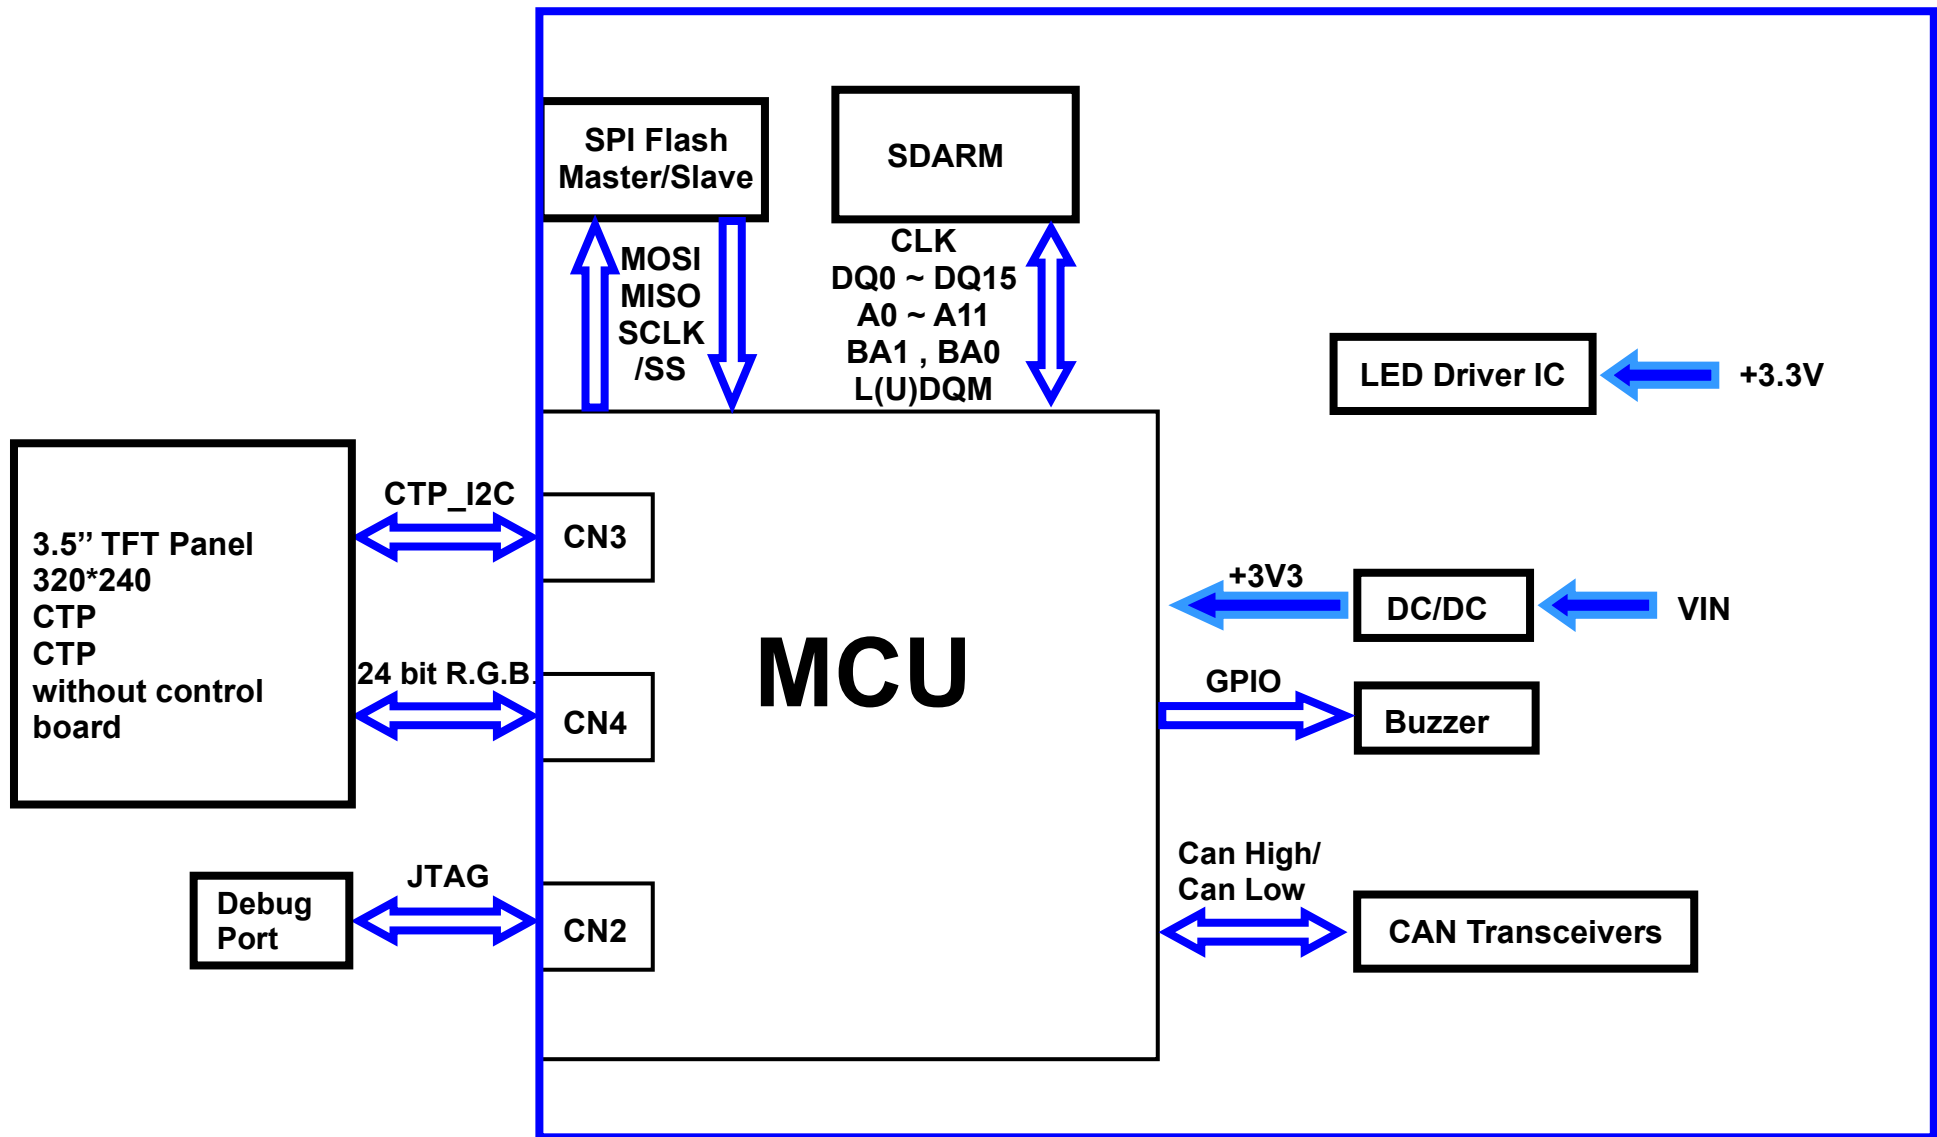 SPI Flash
Master/Slave
SDARM
MOSI
MISO
SCLK
/SS
CLK
DQ0 ~ DQ15
A0 ~ A11
BA1 , BA0
L(U)DQM
LED Driver IC
+3.3V
3.5’’ TFT Panel
320*240
CTP
CTP
without control
board
CTP_I2C
CN3
24 bit R.G.B.
CN4
MCU
+3V3
DC/DC
VIN
GPIO
Buzzer
Debug
Port
JTAG
CN2
Can High/
Can Low
CAN Transceivers